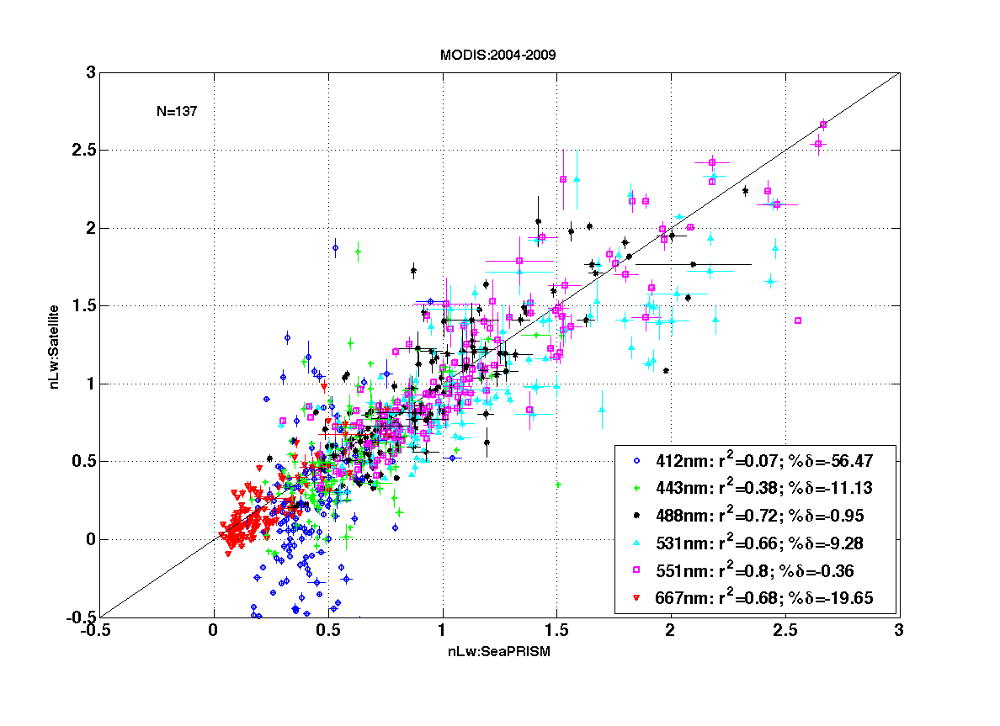 MODIS:2004-2009
3
N=137
2.5
2
1.5
nLw:Satellite
1
0.5
412nm: r²=0.07; %δ=-56.47
443nm: r²=0.38; %δ=-11.13
488nm: r²=0.72; %δ=-0.95
0
531nm: r²=0.66; %δ=-9.28
551nm: r²=0.8; %δ=-0.36
667nm: r²=0.68; %δ=-19.65
-0.5
-0.5 0 0.5 1 1.5 2 2.5 3
nLw:SeaPRISM